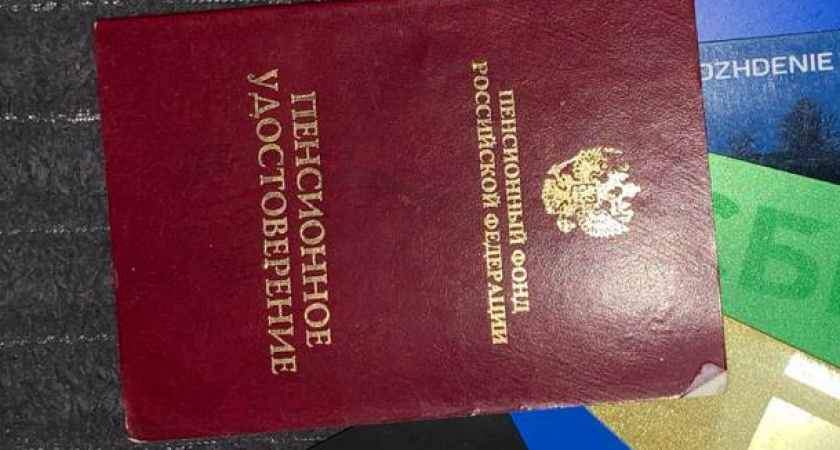 ПЕНСИОННЫЙ ФОНД
РОССИЙСКОЙ ФЕДЕРАЦИИ
ПЕНСИОННОЕ
УДОСТОВЕРЕНИЕ
OZHDENIE
СБ